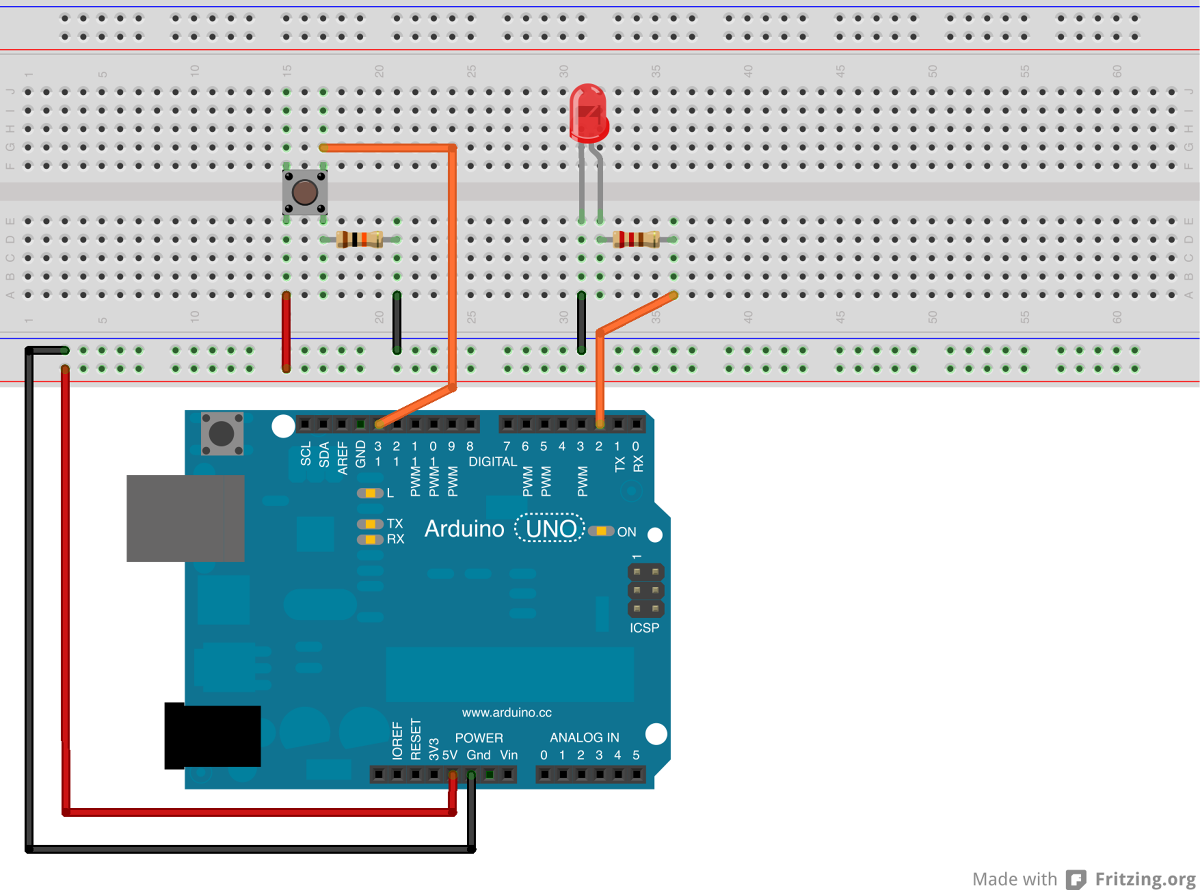 1 5 10 15 20 25 30 35 40 45 50 55 60
J J
I I
H H
G G
F F
E E
D D
C C
B B
A A
1 5 10 20 25 30 35 40 45 50 55 60
SCL SDA AREF GND 13 12 PWM 11 PWM 10 PWM 9 8 7 PWM 6 PWM 5 4 PWM 3 2 TX 1 RX 0
DIGITAL
L
TX
RX
Arduino UNO ON
1
ICSP
www.arduino.cc
POWER ANALOG IN
IOREF RESET 3V3 5V Gnd Vin 0 1 2 3 4 5
Made with Fritzing.org